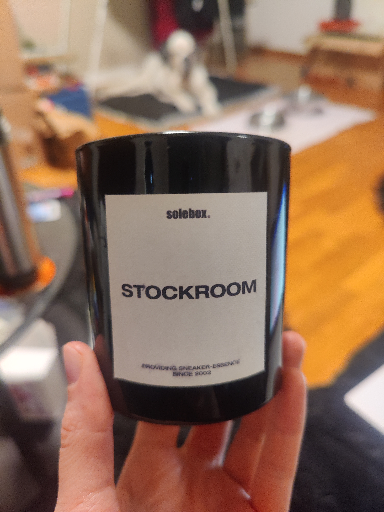 solebox.
STOCKROOM
PROVIDING SNEAKER-ESSENCE
SINCE 2002